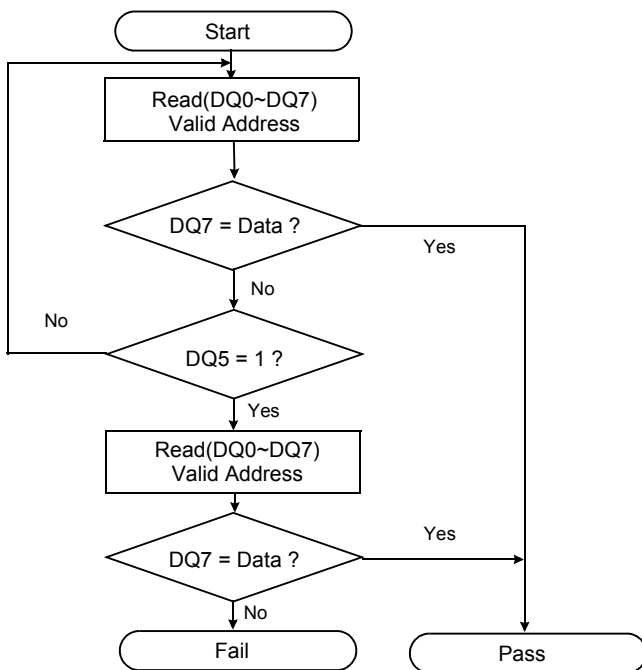 Start
Read(DQ0~DQ7)
Valid Address
DQ7 = Data ?
Yes
No
No
DQ5 = 1 ?
Yes
Read(DQ0~DQ7)
Valid Address
DQ7 = Data ?
Yes
No
Fail
Pass